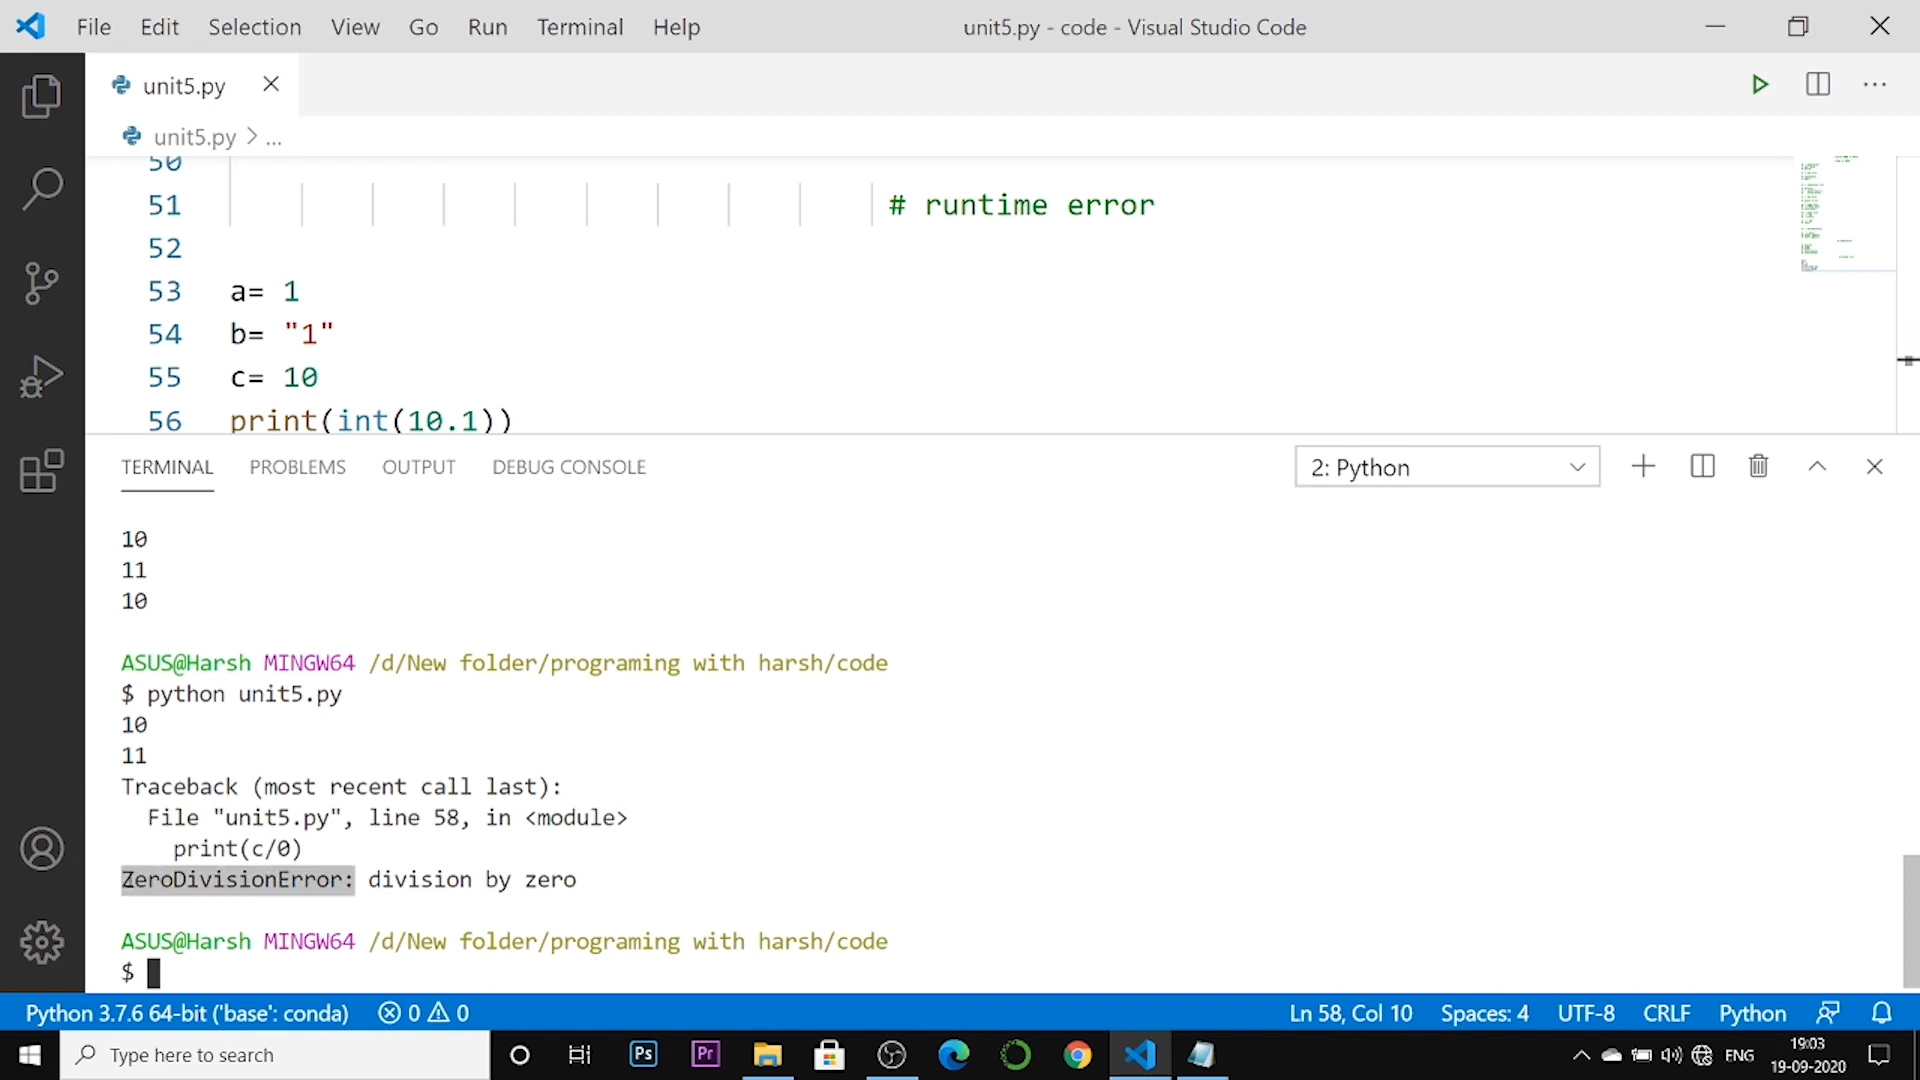 File Edit Selection View Go Run Terminal Help unit5.py - code - Visual Studio Code
unit5.py
unit5.py > ...
50
51 # runtime error
52
53 a= 1
54 b= "1"
55 c= 10
56 print(int(10.1))
TERMINAL PROBLEMS OUTPUT DEBUG CONSOLE 2: Python
10
11
10
ASUS@Harsh MINGW64 /d/New folder/programing with harsh/code
$ python unit5.py
10
11
Traceback (most recent call last):
File "unit5.py", line 58, in <module>
print(c/0)
ZeroDivisionError: division by zero
ASUS@Harsh MINGW64 /d/New folder/programing with harsh/code
$
Python 3.7.6 64-bit ('base': conda) 0 0 Ln 58, Col 10 Spaces: 4 UTF-8 CRLF Python
Type here to search Ps Pr ENG 19:03
19-09-2020